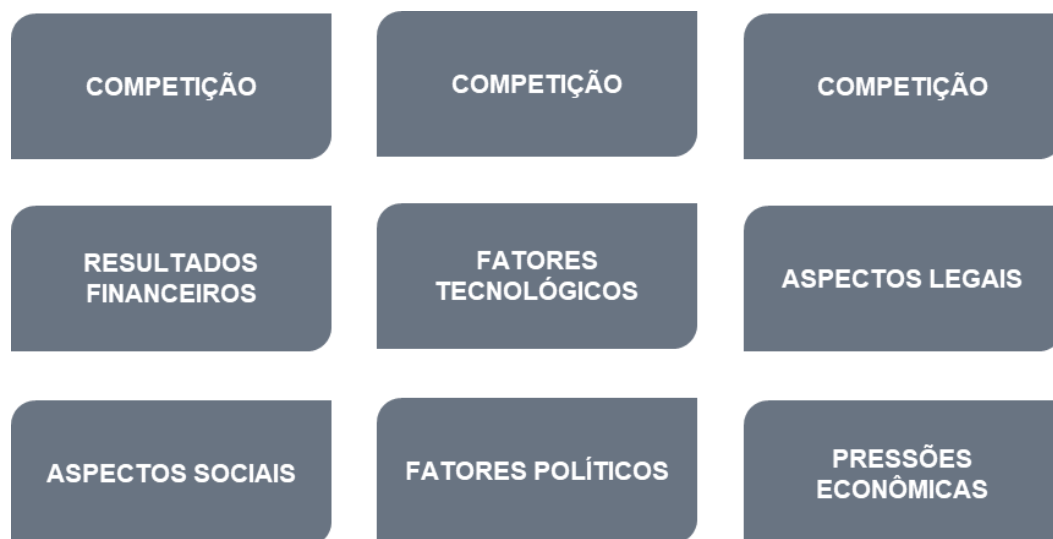 COMPETIÇÃO
COMPETIÇÃO
COMPETIÇÃO
RESULTADOS
FINANCEIROS
FATORES
TECNOLÓGICOS
ASPECTOS LEGAIS
ASPECTOS SOCIAIS
FATORES POLÍTICOS
PRESSÕES
ECONÔMICAS